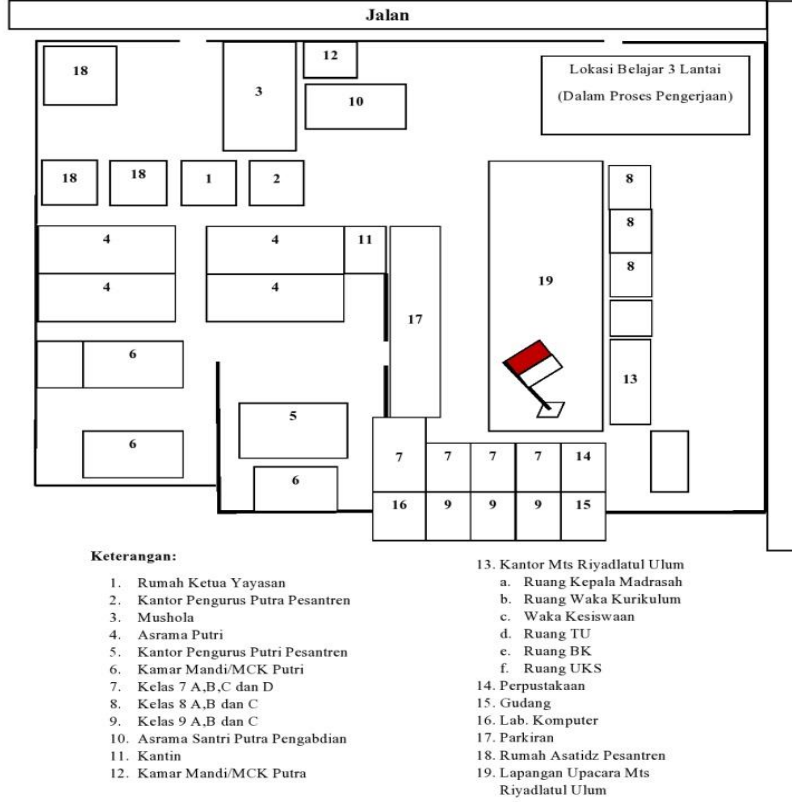 Jalan
18
3
12
10
Lokasi Belajar 3 Lantai
(Dalam Proses Pengerjaan)
18
18
1
2
8
8
8
4
4
11
4
4
17
19
6
13
5
6
6
7
7
7
7
14
16
9
9
9
15
Keterangan:
1. Rumah Ketua Yayasan
2. Kantor Pengurus Putra Pesantren
3. Mushola
4. Asrama Putri
5. Kantor Pengurus Putri Pesantren
6. Kamar Mandi/MCK Putri
7. Kelas 7 A,B,C dan D
8. Kelas 8 A,B dan C
9. Kelas 9 A,B dan C
10. Asrama Santri Putra Pengabdian
11. Kantin
12. Kamar Mandi/MCK Putra
13. Kantor Mts Riyadlatul Ulum
a. Ruang Kepala Madrasah
b. Ruang Waka Kurikulum
c. Waka Kesiswaan
d. Ruang TU
e. Ruang BK
f. Ruang UKS
14. Perpustakaan
15. Gudang
16. Lab. Komputer
17. Parkiran
18. Rumah Asatidz Pesantren
19. Lapangan Upacara Mts
Riyadlatul Ulum